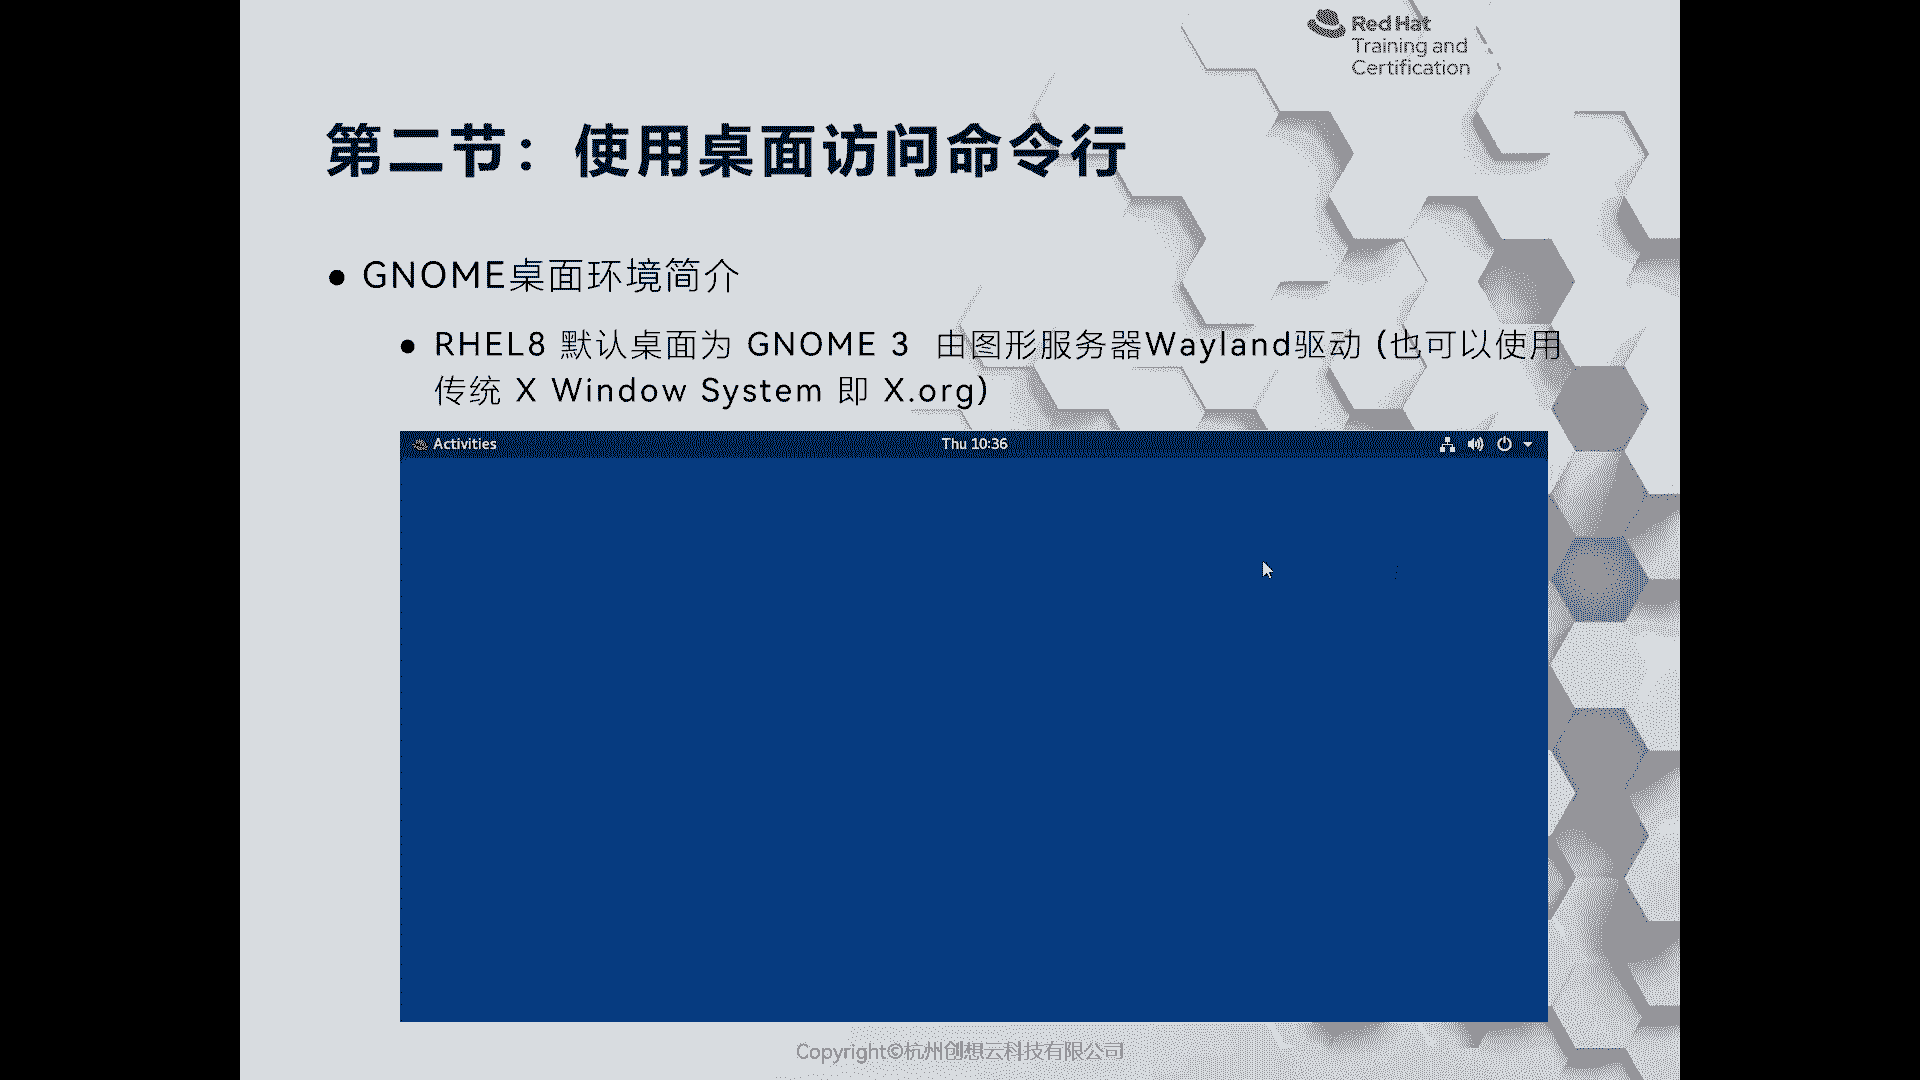 Red Hat
Training and
Certification
第二节：使用桌面访问命令行
● GNOME桌面环境简介
● RHEL8 默认桌面为 GNOME 3 由图形服务器Wayland驱动 (也可以使用
传统 X Window System 即 X.org)
Activities Thu 10:36
Copyright©杭州创想云科技有限公司